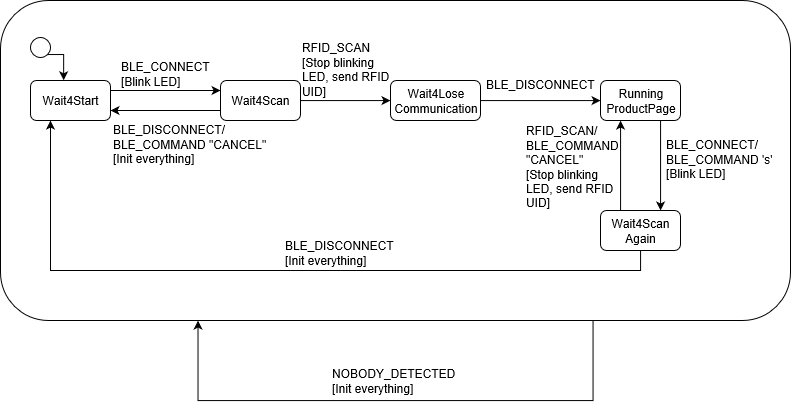 BLE_CONNECT
[Blink LED]
RFID_SCAN
[Stop blinking
LED, send RFID
UID]
BLE_DISCONNECT
Wait4Start
Wait4Scan
Wait4Lose
Communication
Running
ProductPage
BLE_DISCONNECT/
BLE_COMMAND "CANCEL"
[Init everything]
RFID_SCAN/
BLE_COMMAND
"CANCEL"
[Stop blinking
LED, send RFID
UID]
BLE_CONNECT/
BLE_COMMAND 's'
[Blink LED]
Wait4Scan
Again
BLE_DISCONNECT
[Init everything]
NOBODY_DETECTED
[Init everything]